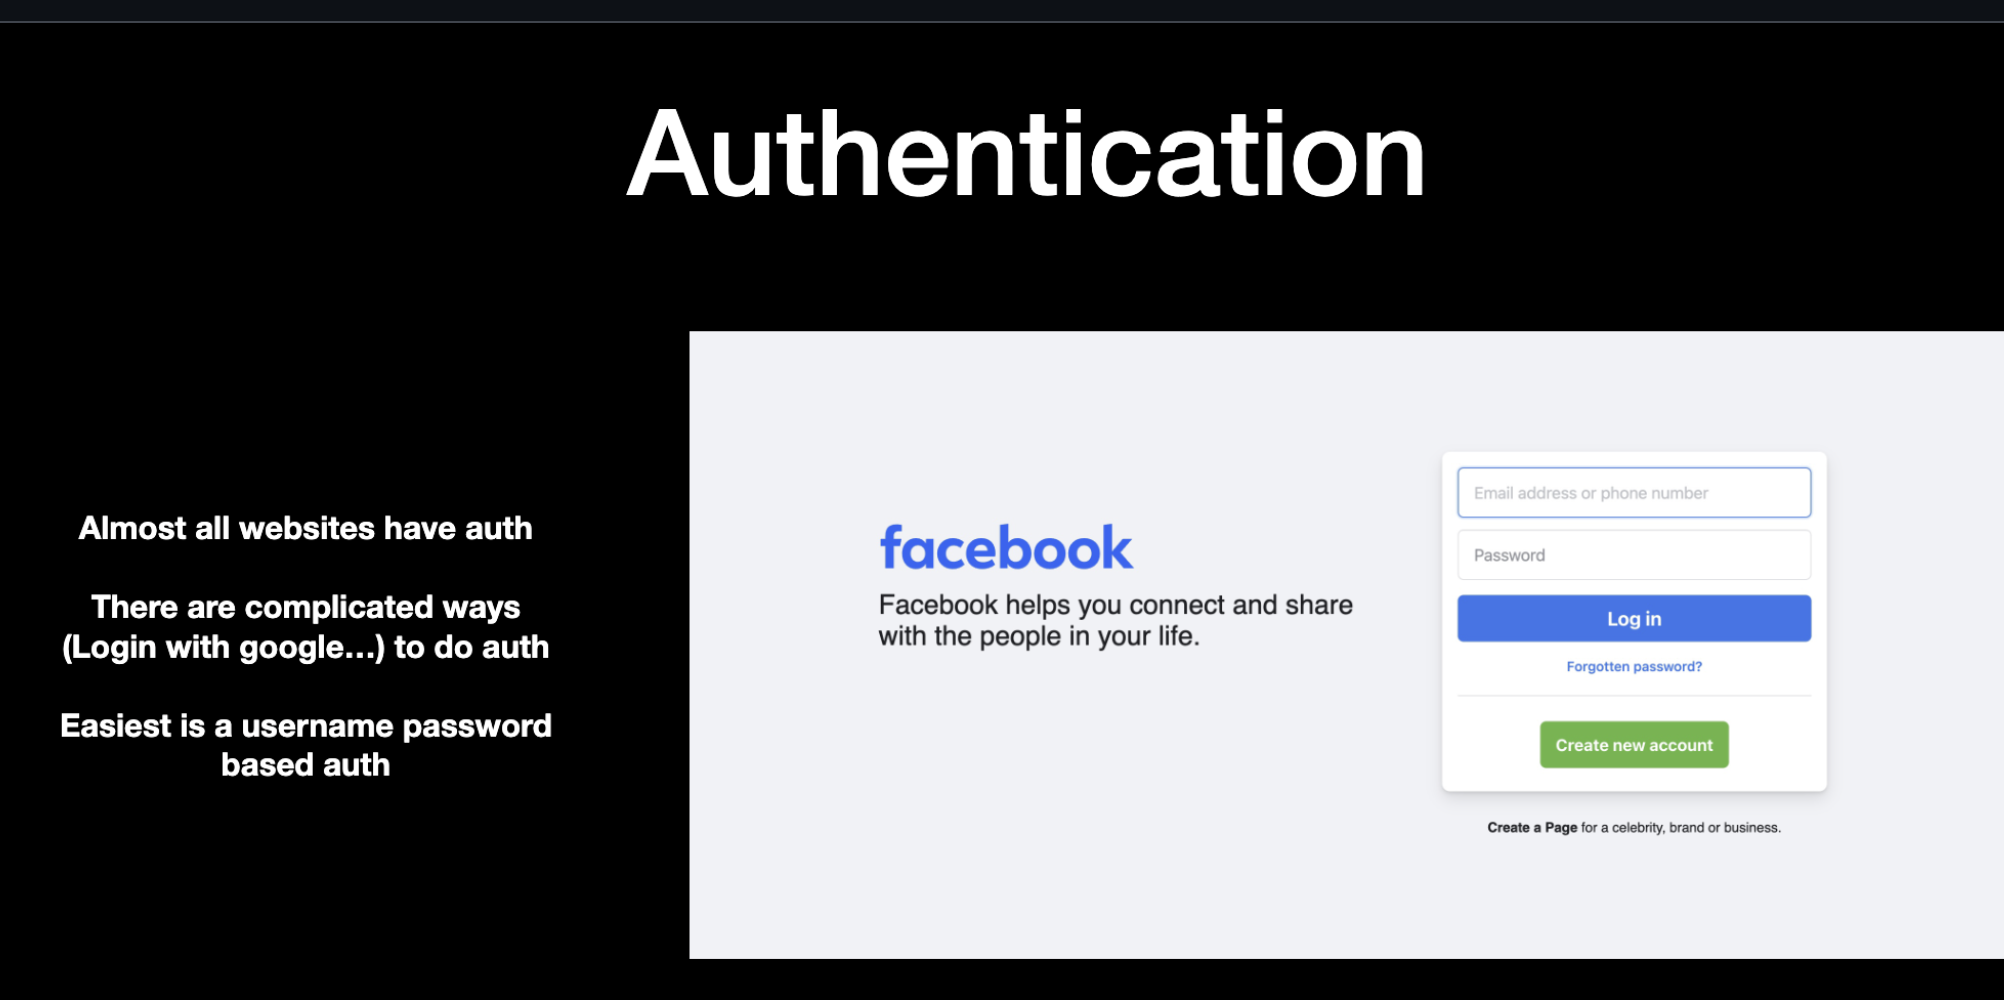 Authentication
Almost all websites have auth
There are complicated ways
(Login with google...) to do auth
Easiest is a username password
based auth
facebook
Facebook helps you connect and share
with the people in your life.
Email address or phone number
Password
Log in
Forgotten password?
Create new account
Create a Page for a celebrity, brand or business.